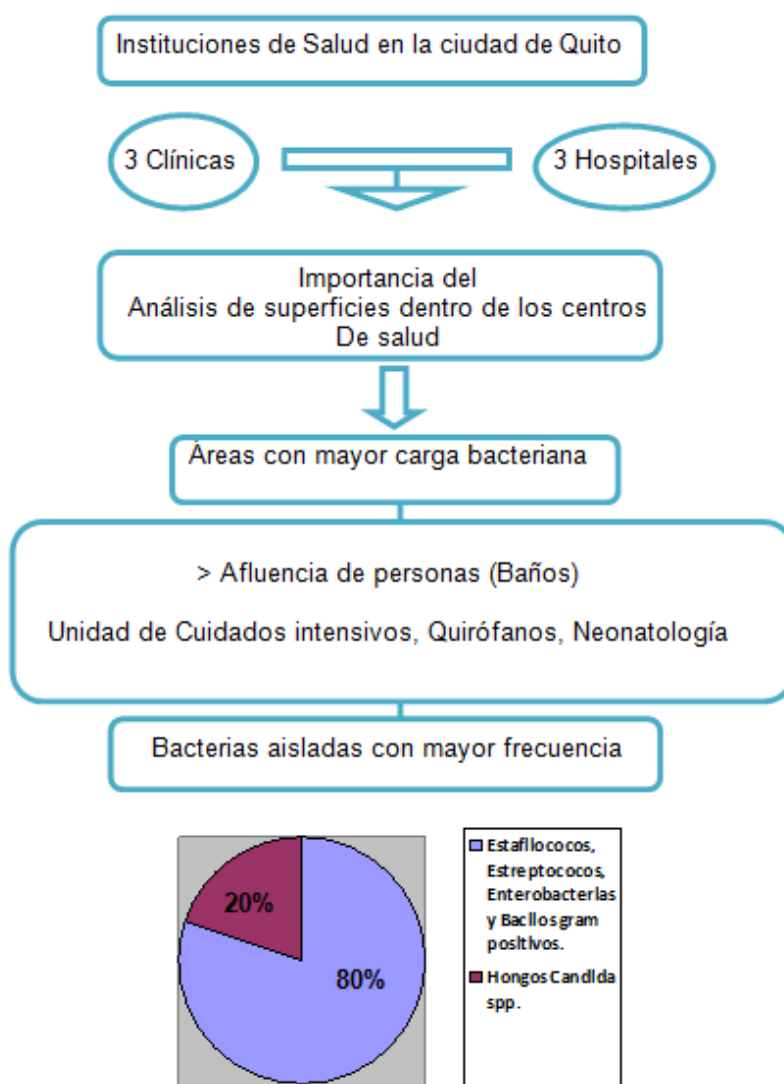 Instituciones de Salud en la ciudad de Quito
3 Clínicas
3 Hospitales
Importancia del
Análisis de superficies dentro de los centros
De salud
Áreas con mayor carga bacteriana
> Afluencia de personas (Baños)
Unidad de Cuidados intensivos, Quirófanos, Neonatología
Bacterias aisladas con mayor frecuencia
20%
80%
Estafilococos,
Estreptococos,
Enterobacterias
y Bacilos gram
positivos.
Hongos Candida
spp.